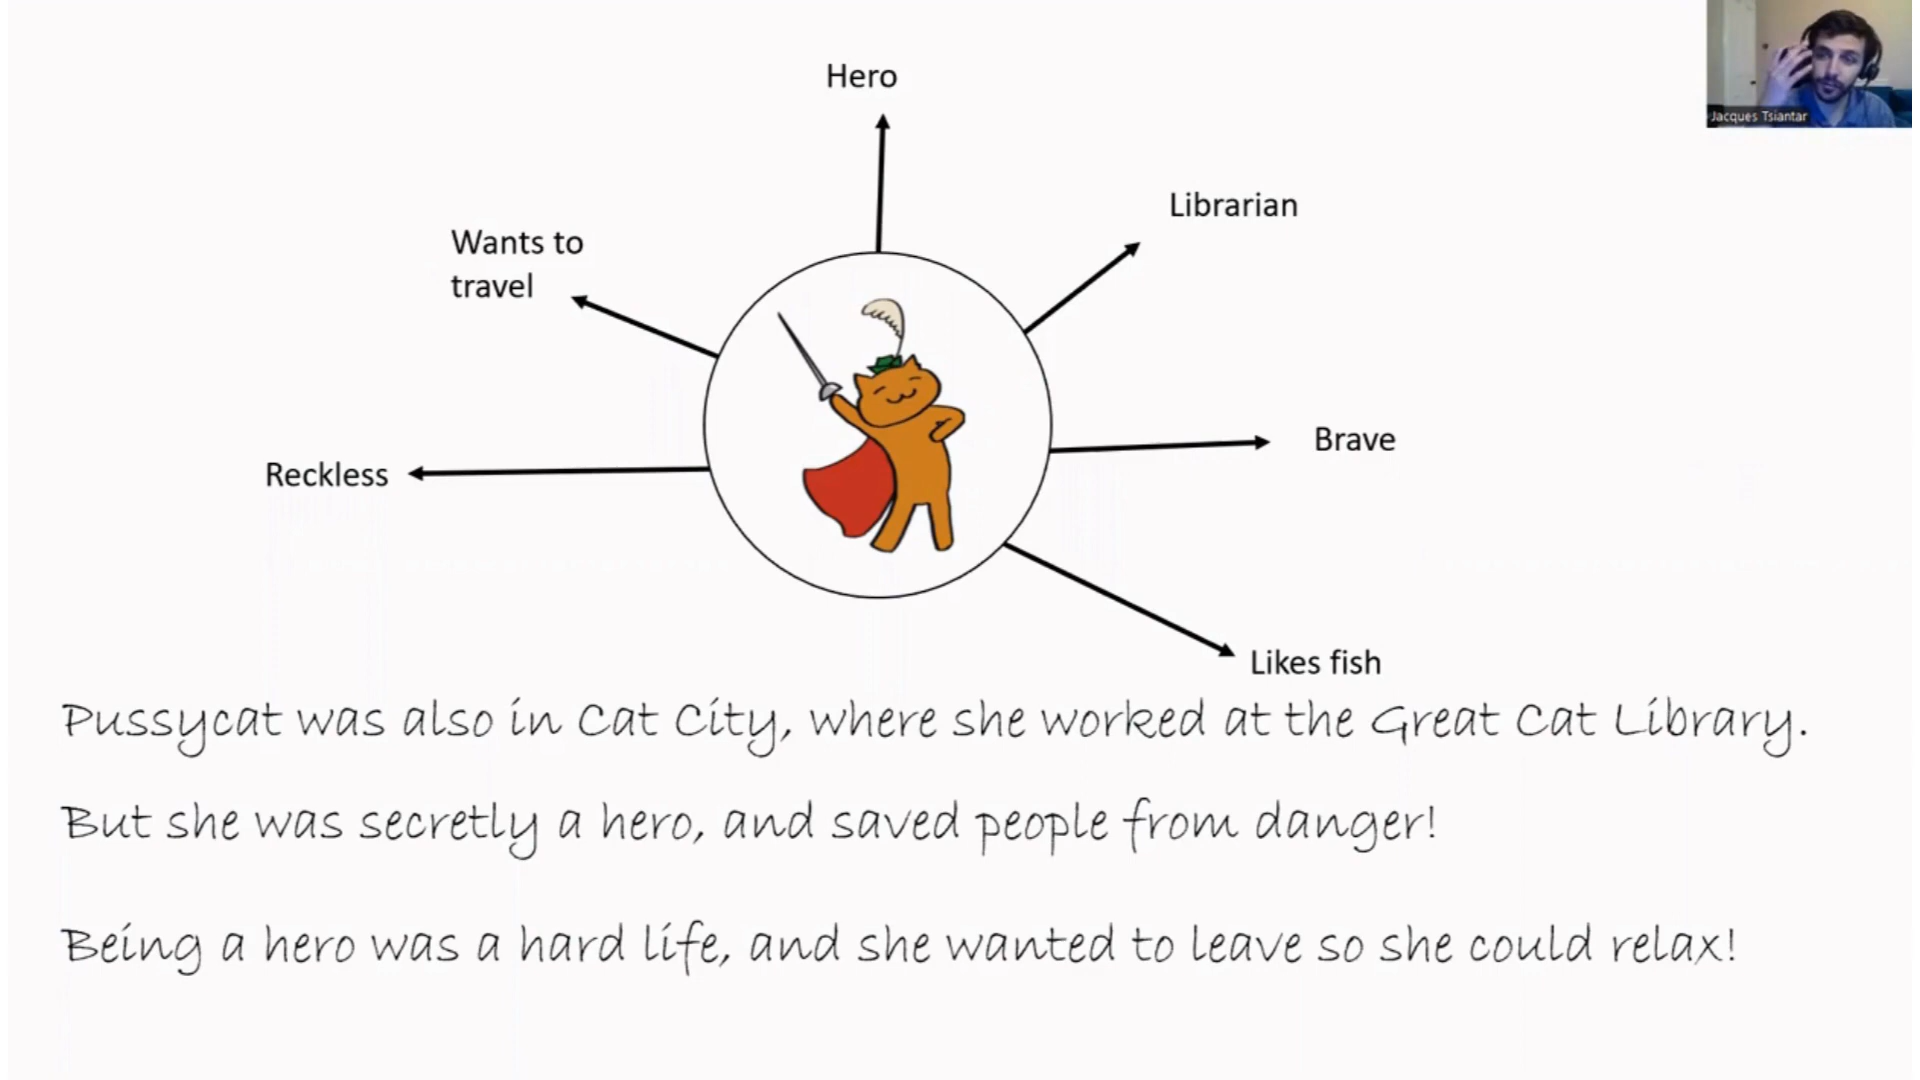 Hero
Jacques Tsiantar
Librarian
Wants to
travel
Brave
Reckless
Likes fish
Pussycat was also in Cat City, where she worked at the Great Cat Library.
But she was secretly a hero, and saved people from danger!
Being a hero was a hard life, and she wanted to leave so she could relax!